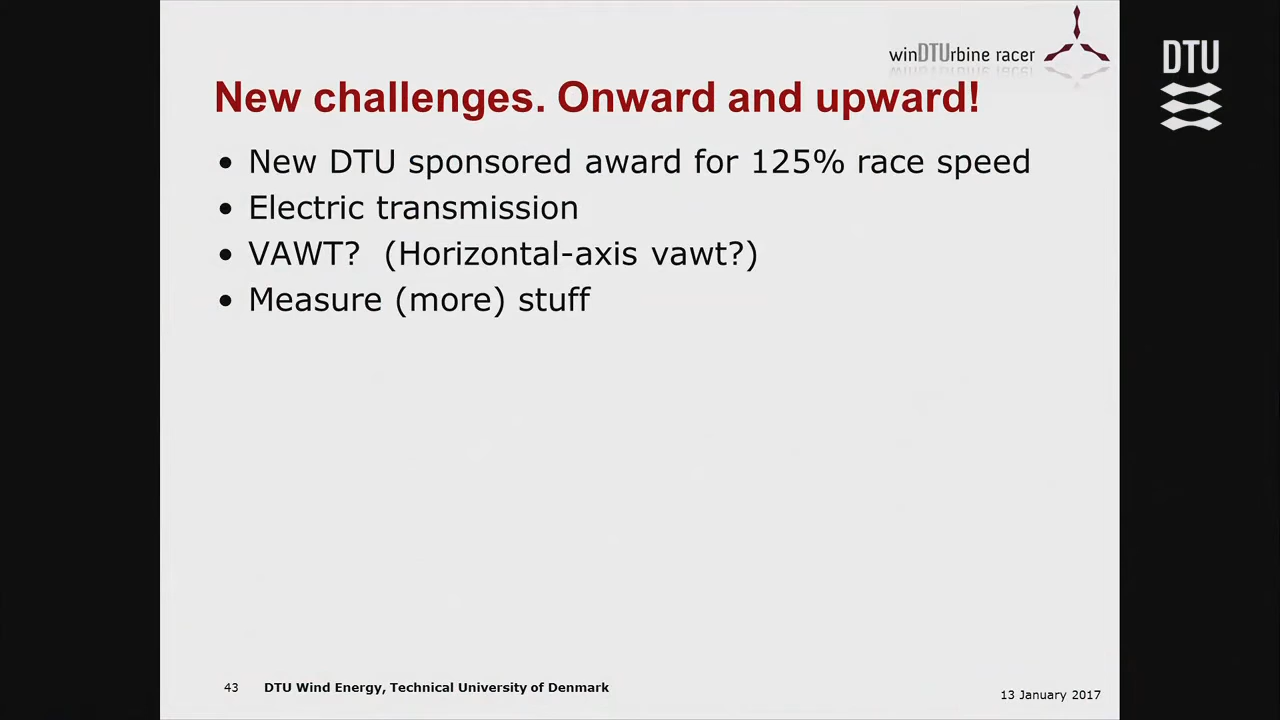 winDTUrbine racer
DTU
New challenges. Onward and upward!
• New DTU sponsored award for 125% race speed
• Electric transmission
• VAWT?  (Horizontal-axis vawt?)
• Measure (more) stuff
43 DTU Wind Energy, Technical University of Denmark
13 January 2017